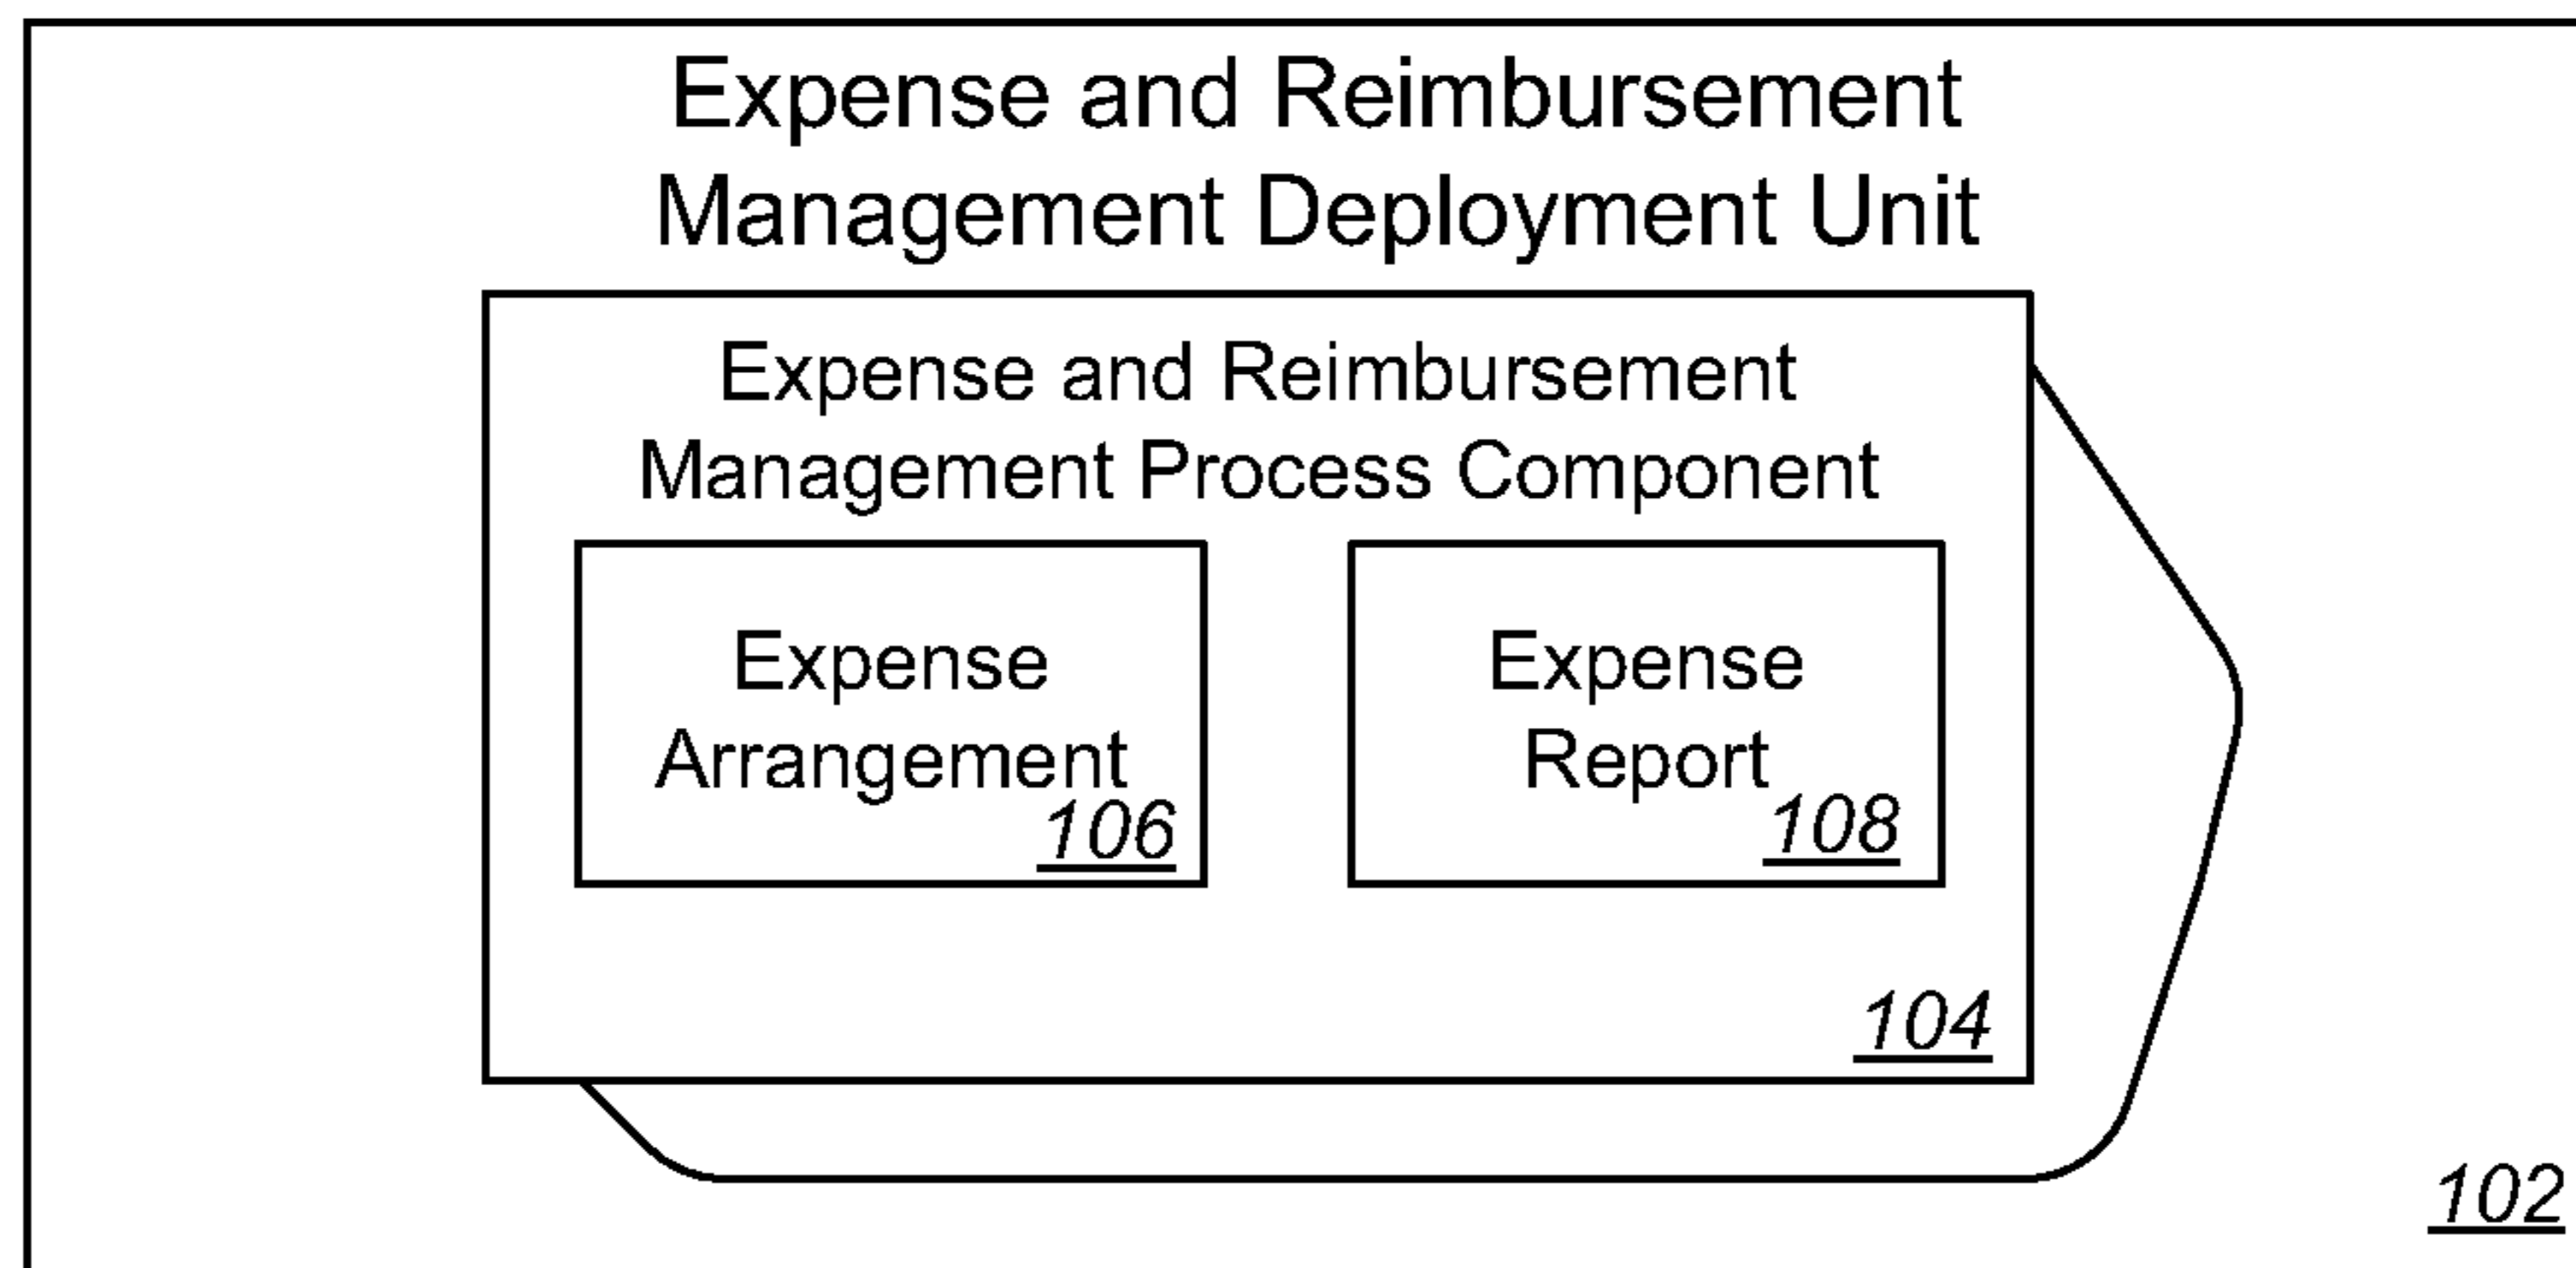 Expense and Reimbursement
Management Deployment Unit
Expense and Reimbursement
Management Process Component
Expense
Arrangement
106
Expense
Report
108
104
102